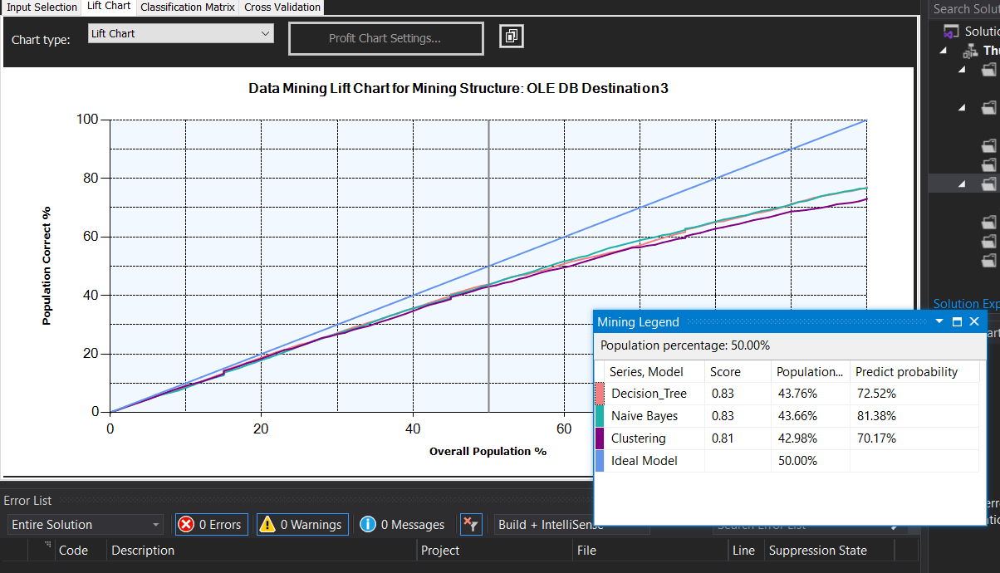 Input Selection Lift Chart Classification Matrix Cross Validation
Search Solut
Chart type: Lift Chart Profit Chart Settings...
Solutio
Data Mining Lift Chart for Mining Structure: OLE DB Destination3
100
80
60
40
20
0
Population Correct %
0 20 40 60
Overall Population %
Solution Exp
Mining Legend
Population percentage: 50.00%
Series, Model Score Population... Predict probability
Decision_Tree 0.83 43.76% 72.52%
Naive Bayes 0.83 43.66% 81.38%
Clustering 0.81 42.98% 70.17%
Ideal Model 50.00%
Error List
Entire Solution 0 Errors 0 Warnings 0 Messages Build + IntelliSense Search Error List
Code Description Project File Line Suppression State